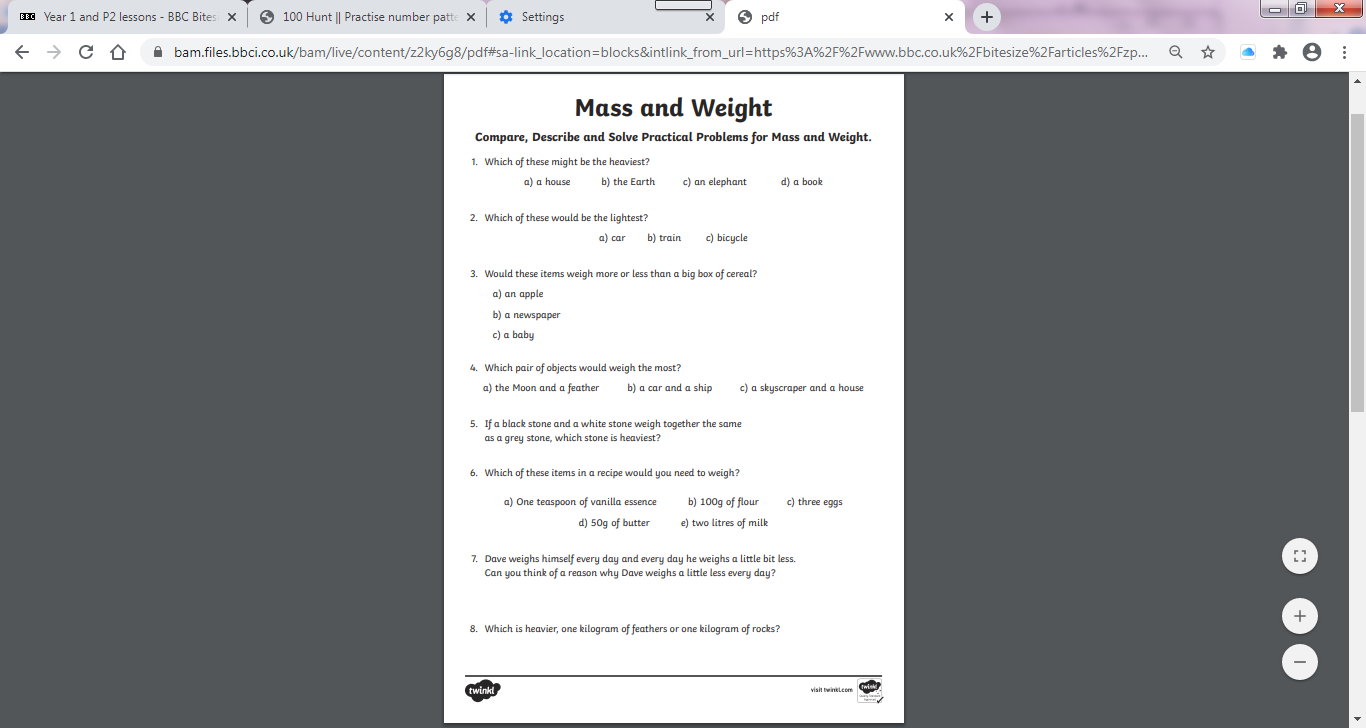 Year 1 and P2 lessons - BBC Bites
100 Hunt || Practise number patte
Settings
pdf
bam.files.bbci.co.uk/bam/live/content/z2ky6g8/pdf#sa-link_location=blocks&intlink_from_url=https%3A%2F%2Fwww.bbc.co.uk%2Fbitesize%2Farticles%2Fzp...
Mass and Weight
Compare, Describe and Solve Practical Problems for Mass and Weight.
1. Which of these might be the heaviest?
a) a house b) the Earth c) an elephant d) a book
2. Which of these would be the lightest?
a) car b) train c) bicycle
3. Would these items weigh more or less than a big box of cereal?
a) an apple
b) a newspaper
c) a baby
4. Which pair of objects would weigh the most?
a) the Moon and a feather b) a car and a ship c) a skyscraper and a house
5. If a black stone and a white stone weigh together the same
as a grey stone, which stone is heaviest?
6. Which of these items in a recipe would you need to weigh?
a) One teaspoon of vanilla essence b) 100g of flour c) three eggs
d) 50g of butter e) two litres of milk
7. Dave weighs himself every day and every day he weighs a little bit less.
Can you think of a reason why Dave weighs a little less every day?
8. Which is heavier, one kilogram of feathers or one kilogram of rocks?
twinkl
visit twinkl.com
twinkl